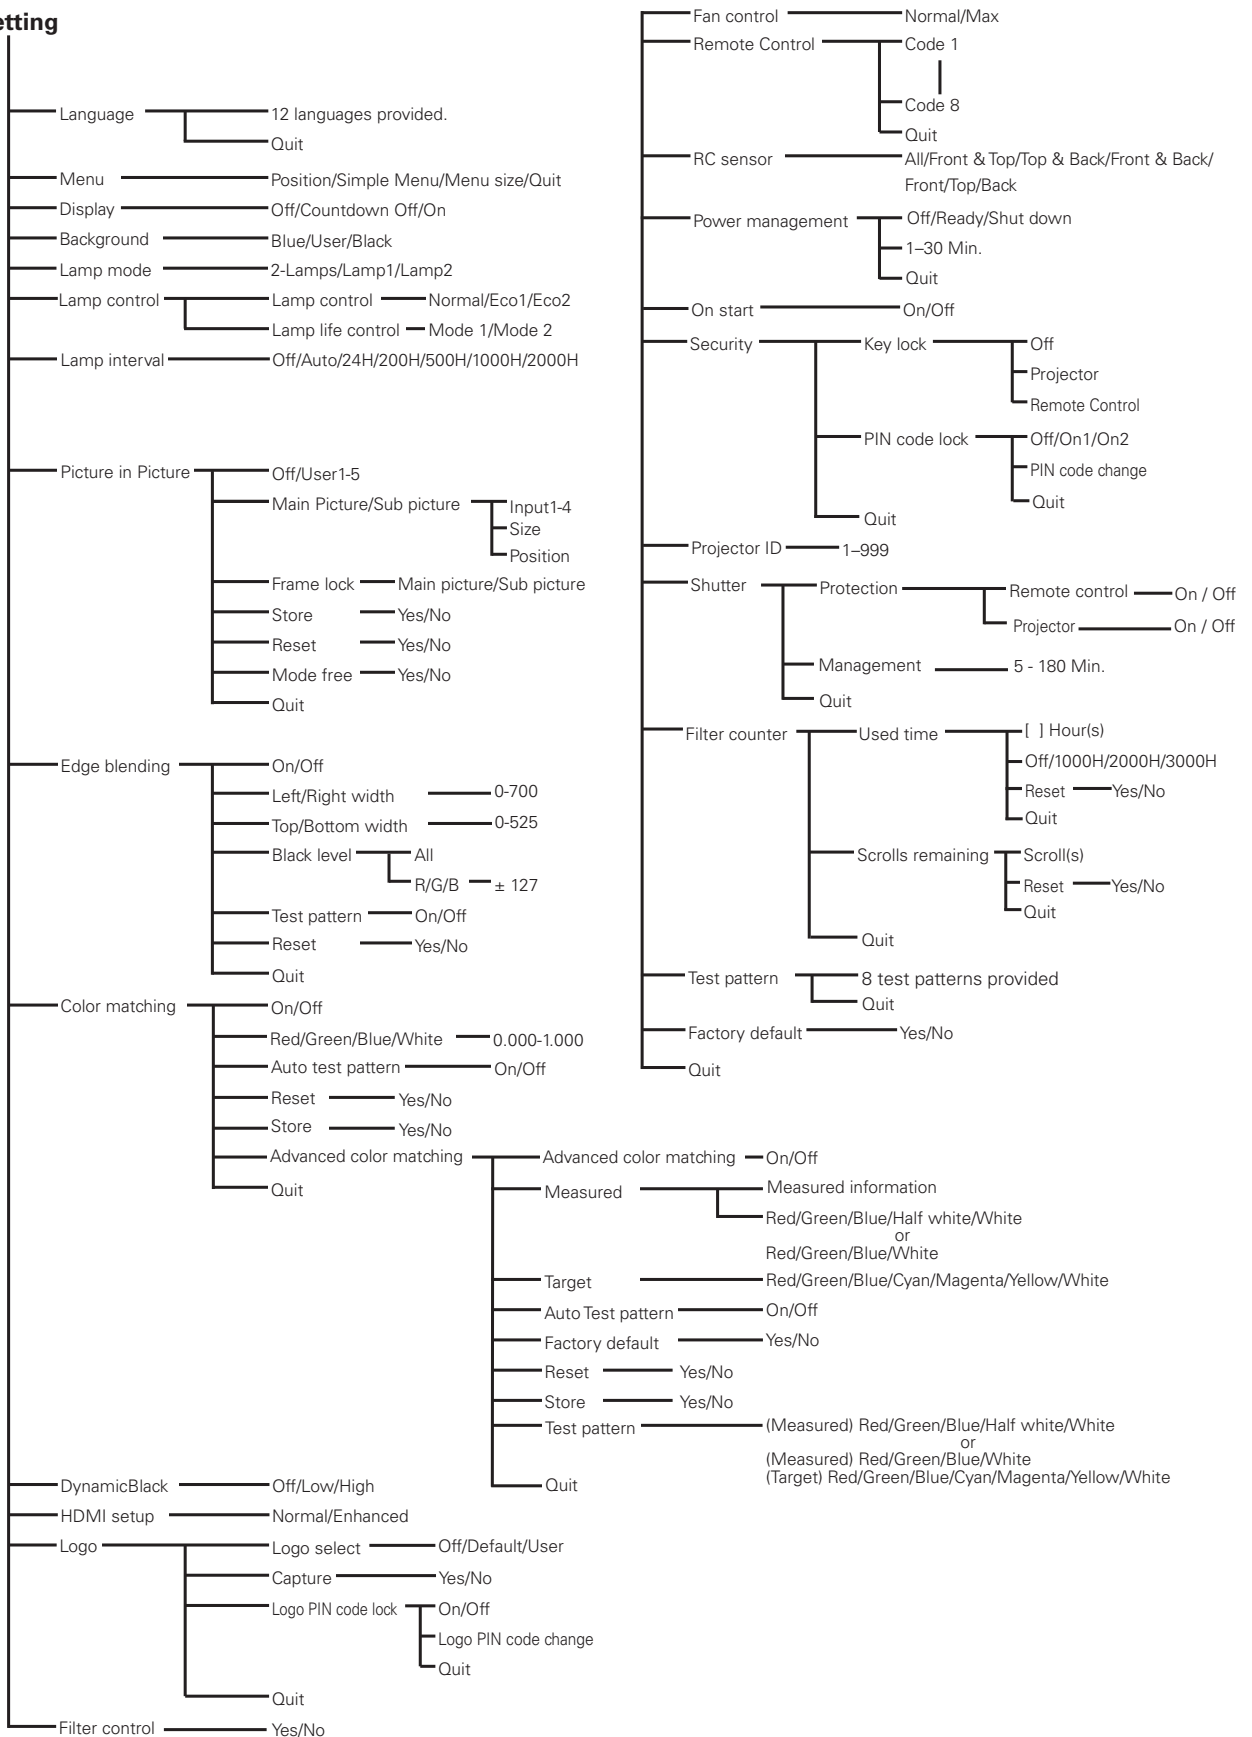 etting
Language 12 languages provided.
Quit
Menu Position/Simple Menu/Menu size/Quit
Display Off/Countdown Off/On
Background Blue/User/Black
Lamp mode 2-Lamps/Lamp1/Lamp2
Lamp control Lamp control Normal/Eco1/Eco2
Lamp life control Mode 1/Mode 2
Lamp interval Off/Auto/24H/200H/500H/1000H/2000H
Picture in Picture Off/User1-5
Main Picture/Sub picture Input1-4
Size
Position
Frame lock Main picture/Sub picture
Store Yes/No
Reset Yes/No
Mode free Yes/No
Quit
Edge blending On/Off
Left/Right width 0-700
Top/Bottom width 0-525
Black level All
R/G/B ± 127
Test pattern On/Off
Reset Yes/No
Quit
Color matching On/Off
Red/Green/Blue/White 0.000-1.000
Auto test pattern On/Off
Reset Yes/No
Store Yes/No
Advanced color matching Advanced color matching On/Off
Quit
Measured Measured information
Red/Green/Blue/Half white/White
or
Red/Green/Blue/White
Target Red/Green/Blue/Cyan/Magenta/Yellow/White
Auto Test pattern On/Off
Factory default Yes/No
Reset Yes/No
Store Yes/No
Test pattern (Measured) Red/Green/Blue/Half white/White
or
(Measured) Red/Green/Blue/White
(Target) Red/Green/Blue/Cyan/Magenta/Yellow/White
Quit
DynamicBlack Off/Low/High
HDMI setup Normal/Enhanced
Logo Logo select Off/Default/User
Capture Yes/No
Logo PIN code lock On/Off
Logo PIN code change
Quit
Quit
Filter control Yes/No
Fan control Normal/Max
Remote Control Code 1
Code 8
Quit
RC sensor All/Front & Top/Top & Back/Front & Back/
Front/Top/Back
Power management Off/Ready/Shut down
1–30 Min.
Quit
On start On/Off
Security Key lock Off
Projector
Remote Control
PIN code lock Off/On1/On2
PIN code change
Quit
Quit
Projector ID 1–999
Shutter Protection Remote control On / Off
Projector On / Off
Management 5 - 180 Min.
Quit
Filter counter Used time [ ] Hour(s)
Off/1000H/2000H/3000H
Reset Yes/No
Quit
Scrolls remaining Scroll(s)
Reset Yes/No
Quit
Quit
Test pattern 8 test patterns provided
Quit
Factory default Yes/No
Quit